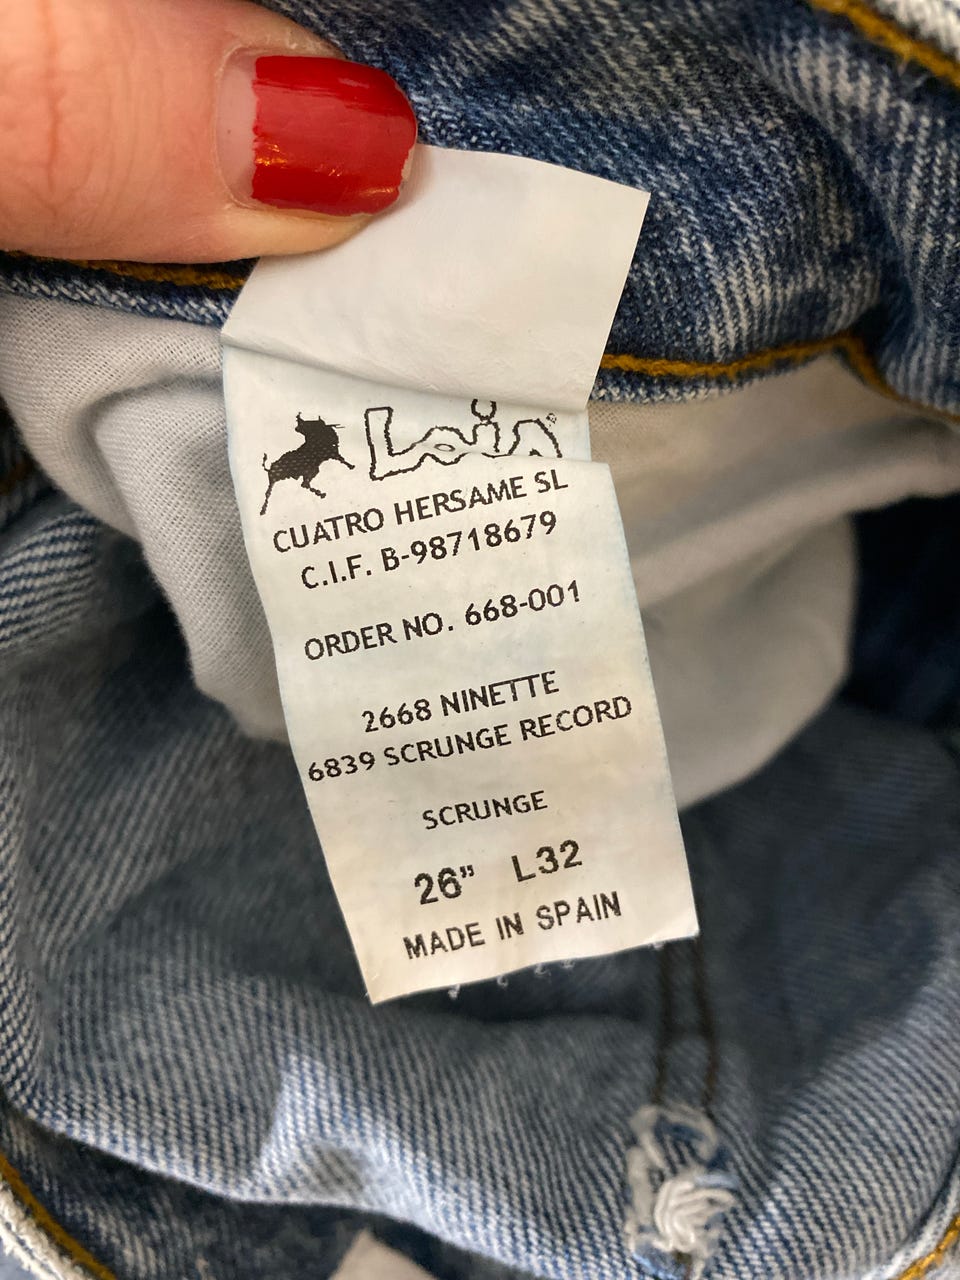 Lois
CUATRO HERSAME SL
C.I.F. B-98718679
ORDER NO. 668-001
2668 NINETTE
6839 SCRUNGE RECORD
SCRUNGE
26” L32
MADE IN SPAIN